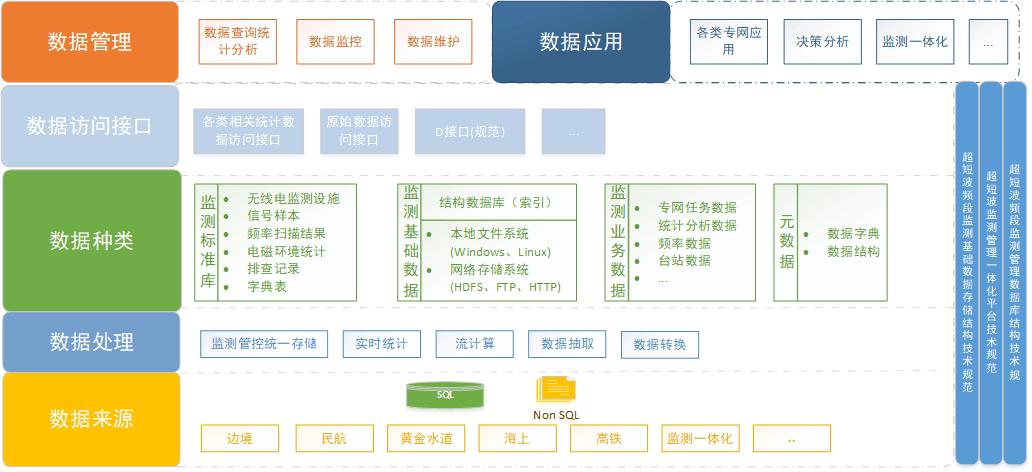 数据管理
数据查询统
计分析
数据监控
数据维护
数据应用
各类专网应
用
决策分析
监测一体化
...
数据访问接口
各类相关统计数
据访问接口
原始数据访
问接口
D接口(规范)
...
数据种类
监测标准库
• 无线电监测设施
• 信号样本
• 频率扫描结果
• 电磁环境统计
• 排查记录
• 字典表
监测基础数据
结构数据库（索引）
• 本地文件系统
(Windows、Linux)
• 网络存储系统
(HDFS、FTP、HTTP)
监测业务数据
• 专网任务数据
• 统计分析数据
• 频率数据
• 台站数据
• ...
元数据
• 数据字典
• 数据结构
数据处理
监测管控统一存储
实时统计
流计算
数据抽取
数据转换
数据来源
SQL
Non SQL
边境
民航
黄金水道
海上
高铁
监测一体化
..
超短波频段监测基础数据存储结构技术规范
超短波监测管理一体化平台技术规范
超短波频段监测管理数据库结构技术规